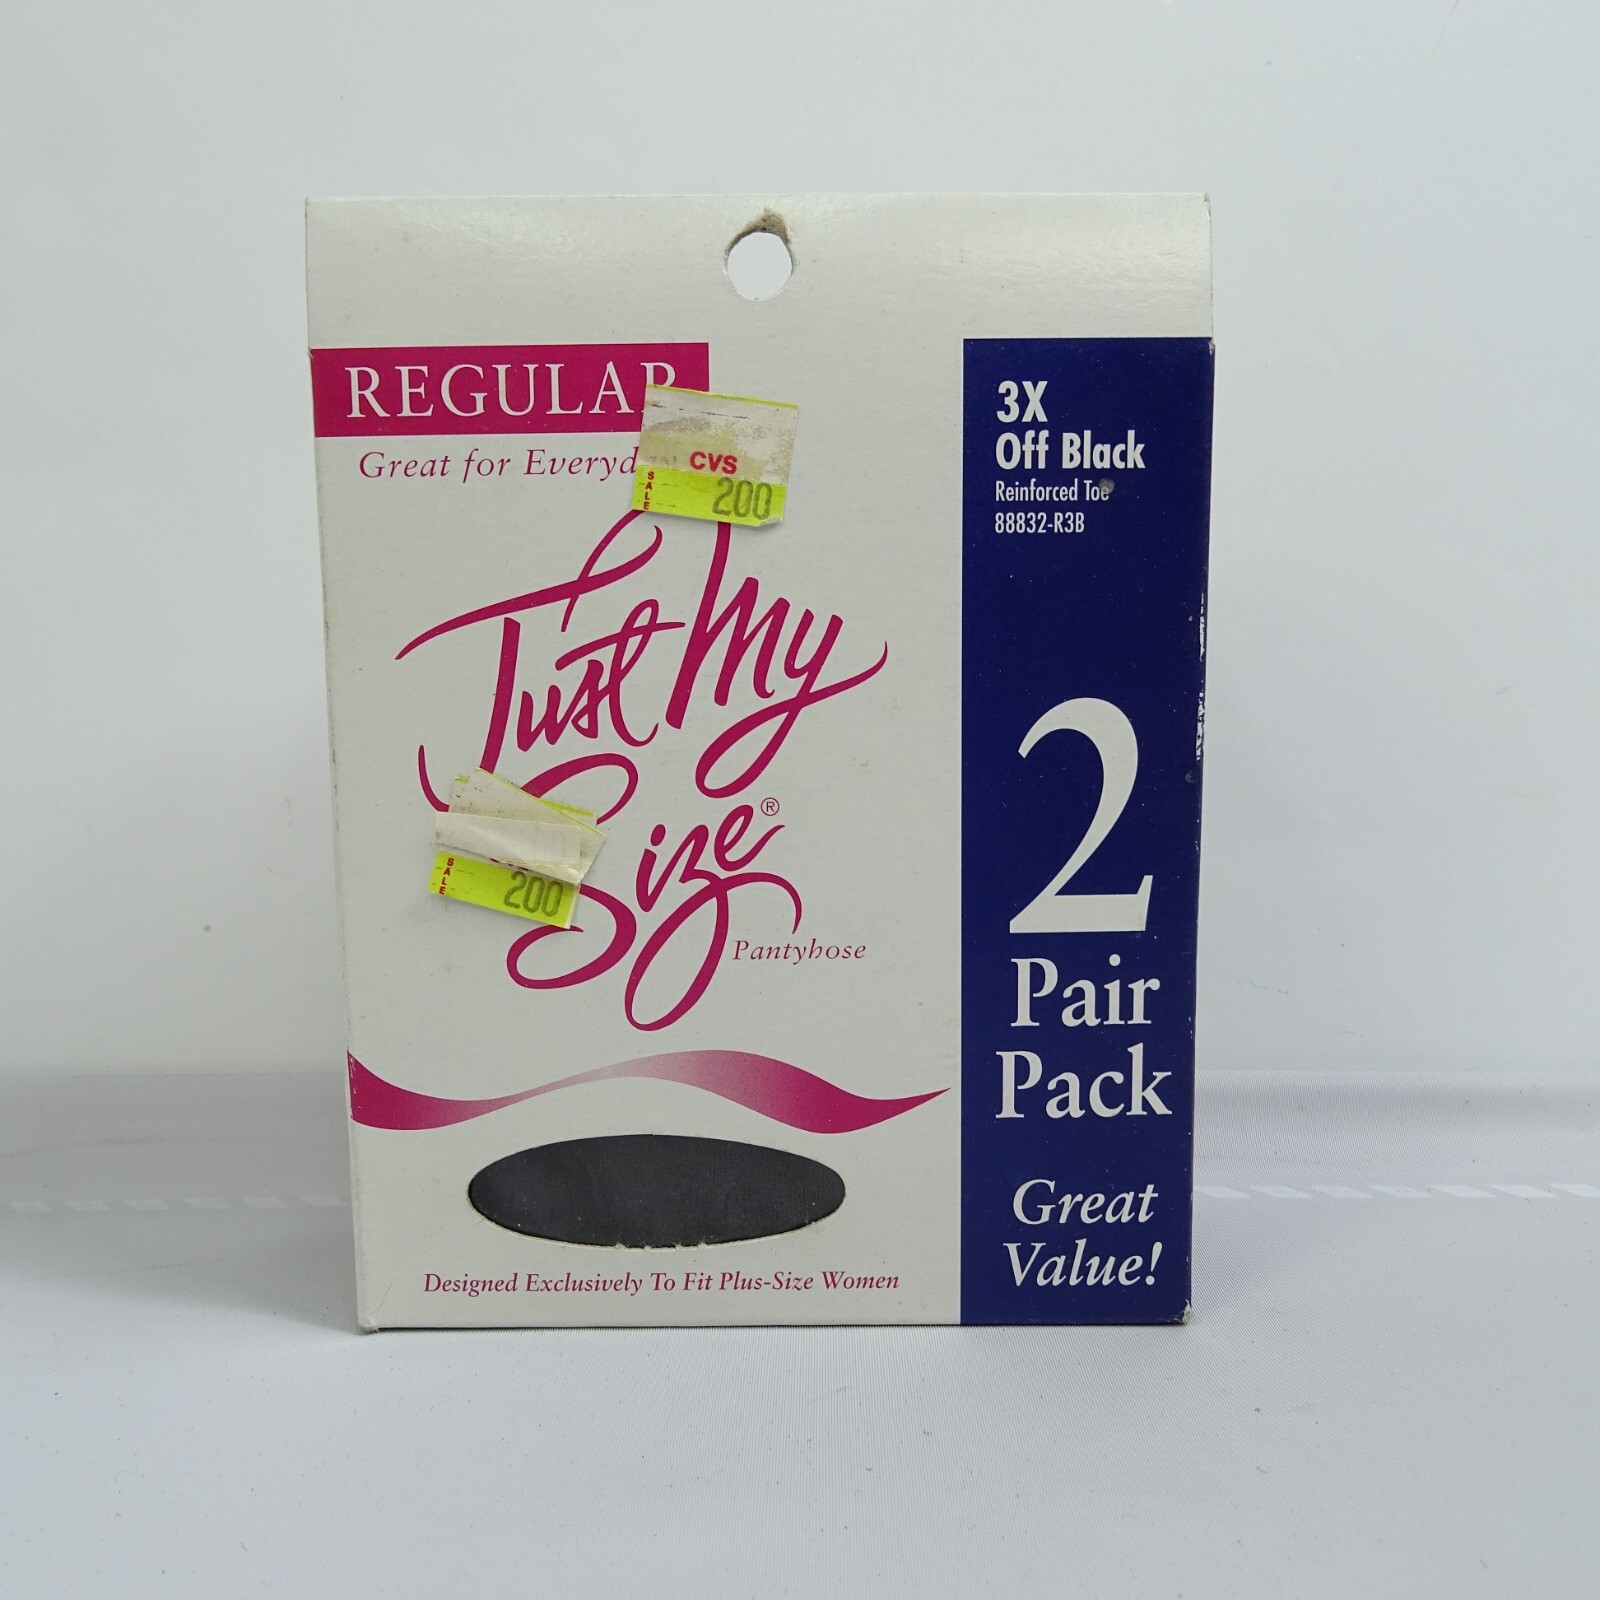 REGULAR
Great for Everyd
CVS
SALE
200
Just My
Size®
Pantyhose
SALE
200
Designed Exclusively To Fit Plus-Size Women
3X
Off Black
Reinforced Toe
88832-R3B
2
Pair
Pack
Great
Value!